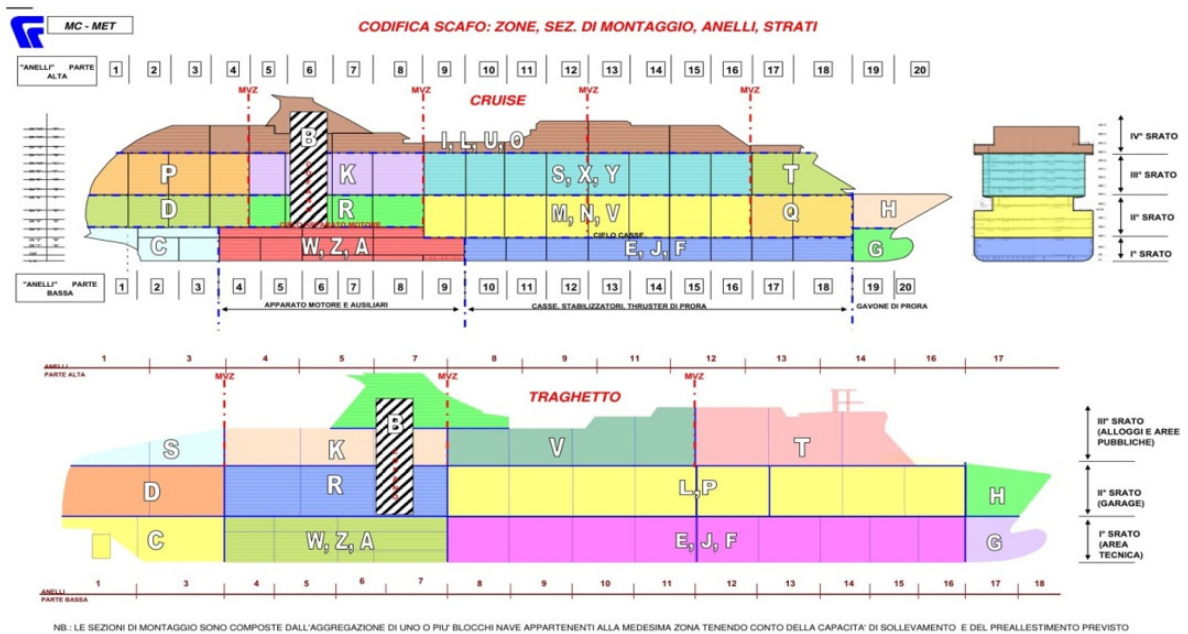 MC - MET
CODIFICA SCAFO: ZONE, SEZ. DI MONTAGGIO, ANELLI, STRATI
"ANELLI" PARTE
ALTA
1 2 3 4 5 6 7 8 9 10 11 12 13 14 15 16 17 18 19 20
MVZ MVZ MVZ MVZ
CRUISE
B
I, L, U, O
IV° SRATO
P K S, X, Y T
III° SRATO
D R M, N, V Q H
II° SRATO
CIELO CASSE
C W, Z, A E, J, F G
I° SRATO
"ANELLI" PARTE
BASSA
1 2 3 4 5 6 7 8 9 10 11 12 13 14 15 16 17 18 19 20
APPARATO MOTORE E AUSILIARI
CASSE, STABILIZZATORI, THRUSTER DI PRORA
GAVONE DI PRORA
1 3 4 5 7 8 9 11 12 13 16 17
ANELLI
PARTE ALTA
MVZ MVZ MVZ
TRAGHETTO
B
S K V T
III° SRATO
(ALLOGGI E AREE
PUBBLICHE)
D R L,P H
II° SRATO
(GARAGE)
C W, Z, A E, J, F G
I° SRATO
(AREA
TECNICA)
1 3 4 5 6 7 8 9 10 11 12 13 14 15 16 17 18
ANELLI
PARTE BASSA
NB.: LE SEZIONI DI MONTAGGIO SONO COMPOSTE DALL'AGGREGAZIONE DI UNO O PIU' BLOCCHI NAVE APPARTENENTI ALLA MEDESIMA ZONA TENENDO CONTO DELLA CAPACITA' DI SOLLEVAMENTO E DEL PREALLESTIMENTO PREVISTO